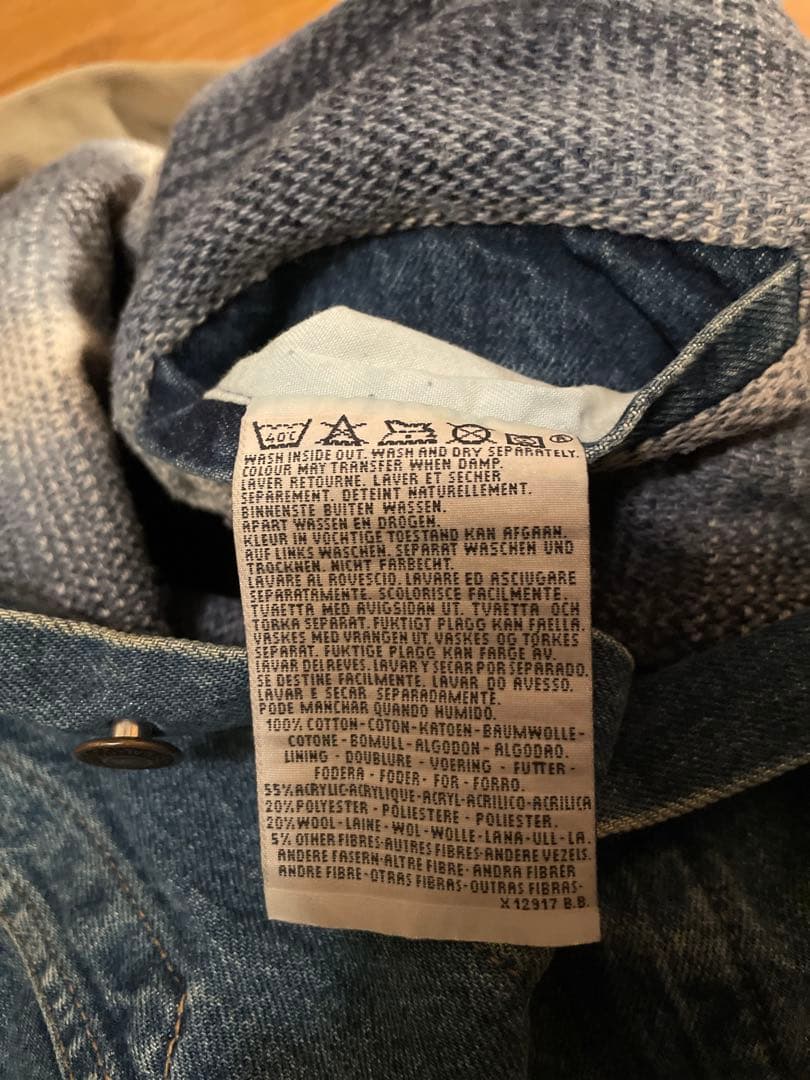 40°C
WASH INSIDE OUT. WASH AND DRY SEPARATELY.
COLOUR MAY TRANSFER WHEN DAMP.
LAVER RETOURNE. LAVER ET SECHER
SEPAREMENT. DETEINT NATURELLEMENT.
BINNENSTE BUITEN WASSEN.
APART WASSEN EN DROGEN.
KLEUR IN VOCHTIGE TOESTAND KAN AFGAAN.
AUF LINKS WASCHEN. SEPARAT WASCHEN UND
TROCKNEN. NICHT FARBECHT.
LAVARE AL ROVESCIO. LAVARE ED ASCIUGARE
SEPARATAMENTE. SCOLORISCE FACILMENTE.
TVAETTA MED AVIGSIDAN UT. TVAETTA OCH
TORKA SEPARAT. FUKTIGT PLAGG KAN FAELLA.
VASKES MED VRANGEN UT. VASKES OG TORKES
SEPARAT. FUKTIGE PLAGG KAN FARGE AV.
LAVAR DEL REVES. LAVAR Y SECAR POR SEPARADO.
SE DESTINE FACILMENTE. LAVAR DO AVESSO.
LAVAR E SECAR SEPARADAMENTE.
PODE MANCHAR QUANDO HUMIDO.
100% COTTON-COTON-KATOEN-BAUMWOLLE-
COTONE-BOMULL-ALGODON-ALGODAO.
LINING - DOUBLURE - VOERING - FUTTER -
FODERA - FODER - FOR - FORRO.
55% ACRYLIC-ACRYLIQUE-ACRYL-ACRILICO-ACRILICA
20% POLYESTER - POLIESTERE - POLIESTER.
20% WOOL-LAINE-WOL-WOLLE-LANA-ULL-LA.
5% OTHER FIBRES-AUTRES FIBRES-ANDERE VEZELS.
ANDERE FASERN-ALTRE FIBRE-ANDRA FIBRER
ANDRE FIBRE-OTRAS FIBRAS-OUTRAS FIBRAS-
X 12917 B.B.